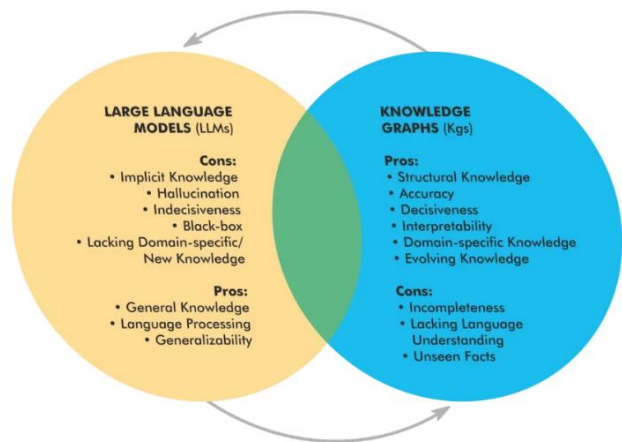 LARGE LANGUAGE
MODELS (LLMs)
Cons:
• Implicit Knowledge
• Hallucination
• Indecisiveness
• Black-box
• Lacking Domain-specific/
New Knowledge
Pros:
• General Knowledge
• Language Processing
• Generalizability
KNOWLEDGE
GRAPHS (Kgs)
Pros:
• Structural Knowledge
• Accuracy
• Decisiveness
• Interpretability
• Domain-specific Knowledge
• Evolving Knowledge
Cons:
• Incompleteness
• Lacking Language
Understanding
• Unseen Facts